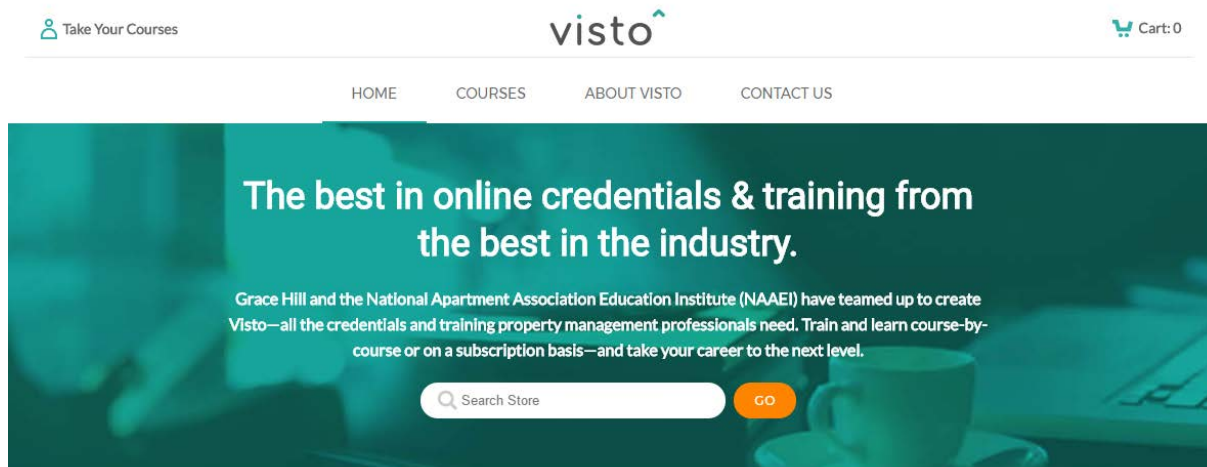 Take Your Courses
visto^
Cart: 0
HOME COURSES ABOUT VISTO CONTACT US
The best in online credentials & training from
the best in the industry.
Grace Hill and the National Apartment Association Education Institute (NAAEI) have teamed up to create
Visto—all the credentials and training property management professionals need. Train and learn course-by-
course or on a subscription basis—and take your career to the next level.
Search Store
GO